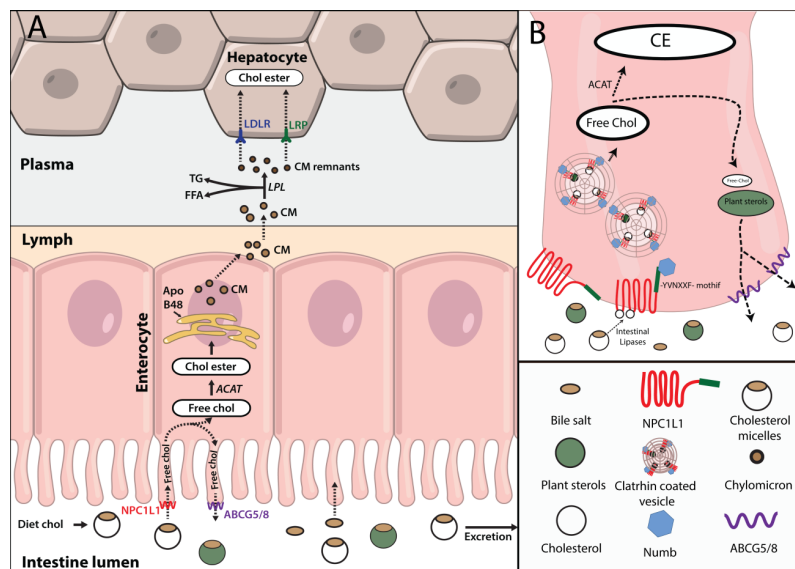 A
Hepatocyte
Chol ester
LDLR
LRP
Plasma
CM remnants
TG
LPL
FFA
CM
Lymph
CM
CM
Apo
B48
Enterocyte
Chol ester
ACAT
Free chol
Free chol
Free chol
NPC1L1
ABCG5/8
Diet chol
Excretion
Intestine lumen
B
CE
ACAT
Free Chol
Free-Chol
Plant sterols
-YVNXXF- mothif
Intestinal
Lipases
Bile salt
NPC1L1
Cholesterol
micelles
Plant sterols
Clatrhin coated
vesicle
Chylomicron
Cholesterol
Numb
ABCG5/8